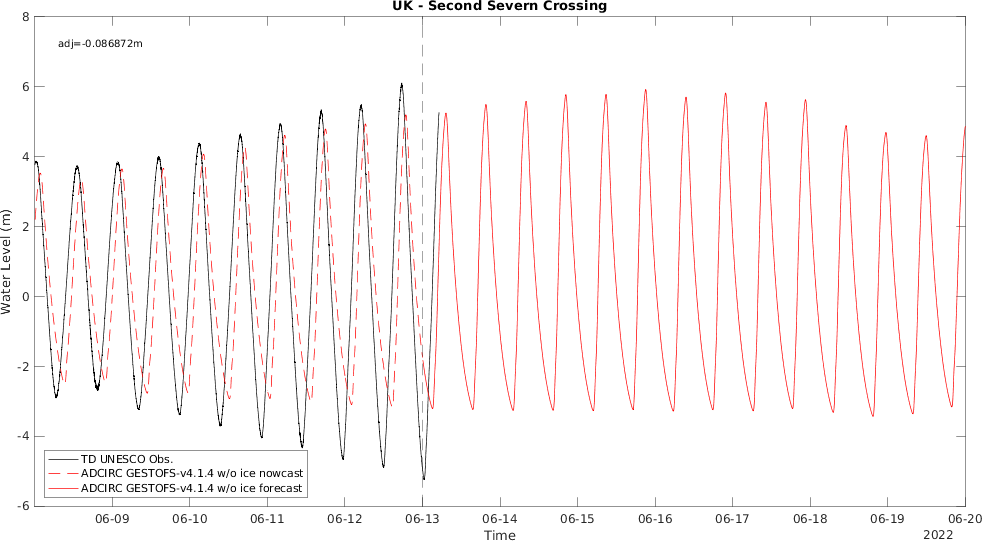 UK - Second Severn Crossing
adj=-0.086872m
Water Level (m)
8
6
4
2
0
-2
-4
-6
TD UNESCO Obs.
ADCIRC GESTOFS-v4.1.4 w/o ice nowcast
ADCIRC GESTOFS-v4.1.4 w/o ice forecast
06-09 06-10 06-11 06-12 06-13 06-14 06-15 06-16 06-17 06-18 06-19 06-20
Time
2022